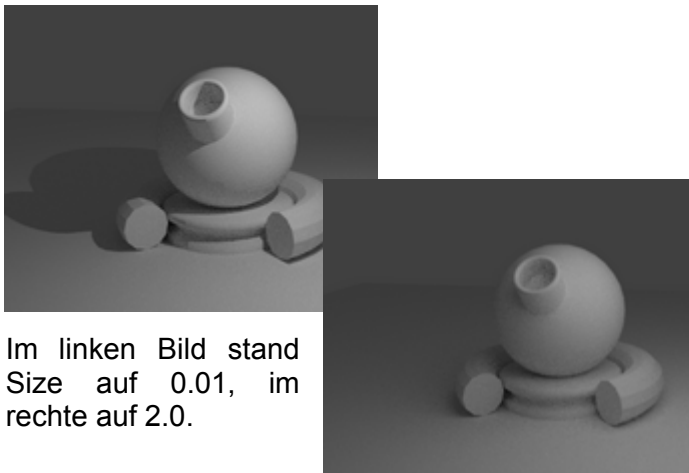 Im linken Bild stand
Size auf 0.01, im
rechte auf 2.0.